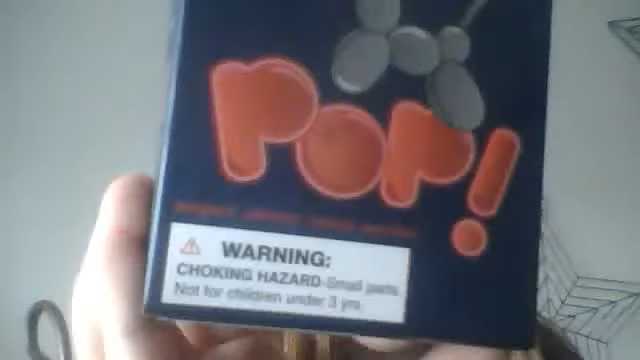 POP!
WARNING:
CHOKING HAZARD-Small parts
Not for children under 3 yrs